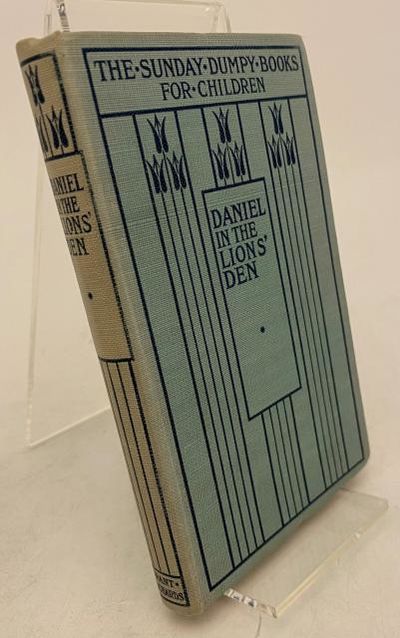 THE·SUNDAY·DUMPY·BOOKS
FOR·CHILDREN
DANIEL
IN THE
LIONS'
DEN
DANIEL
IN THE
LIONS'
DEN